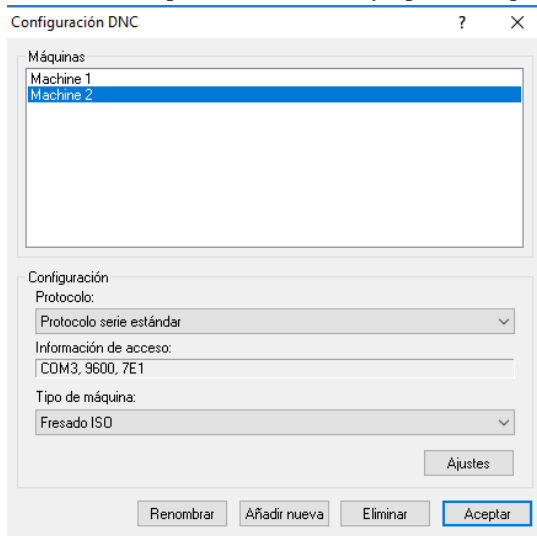 Configuración DNC ? ×
Máquinas
Machine 1
Machine 2
Configuración
Protocolo:
Protocolo serie estándar
Información de acceso:
COM3, 9600, 7E1
Tipo de máquina:
Fresado ISO
Ajustes
Renombrar Añadir nueva Eliminar Aceptar